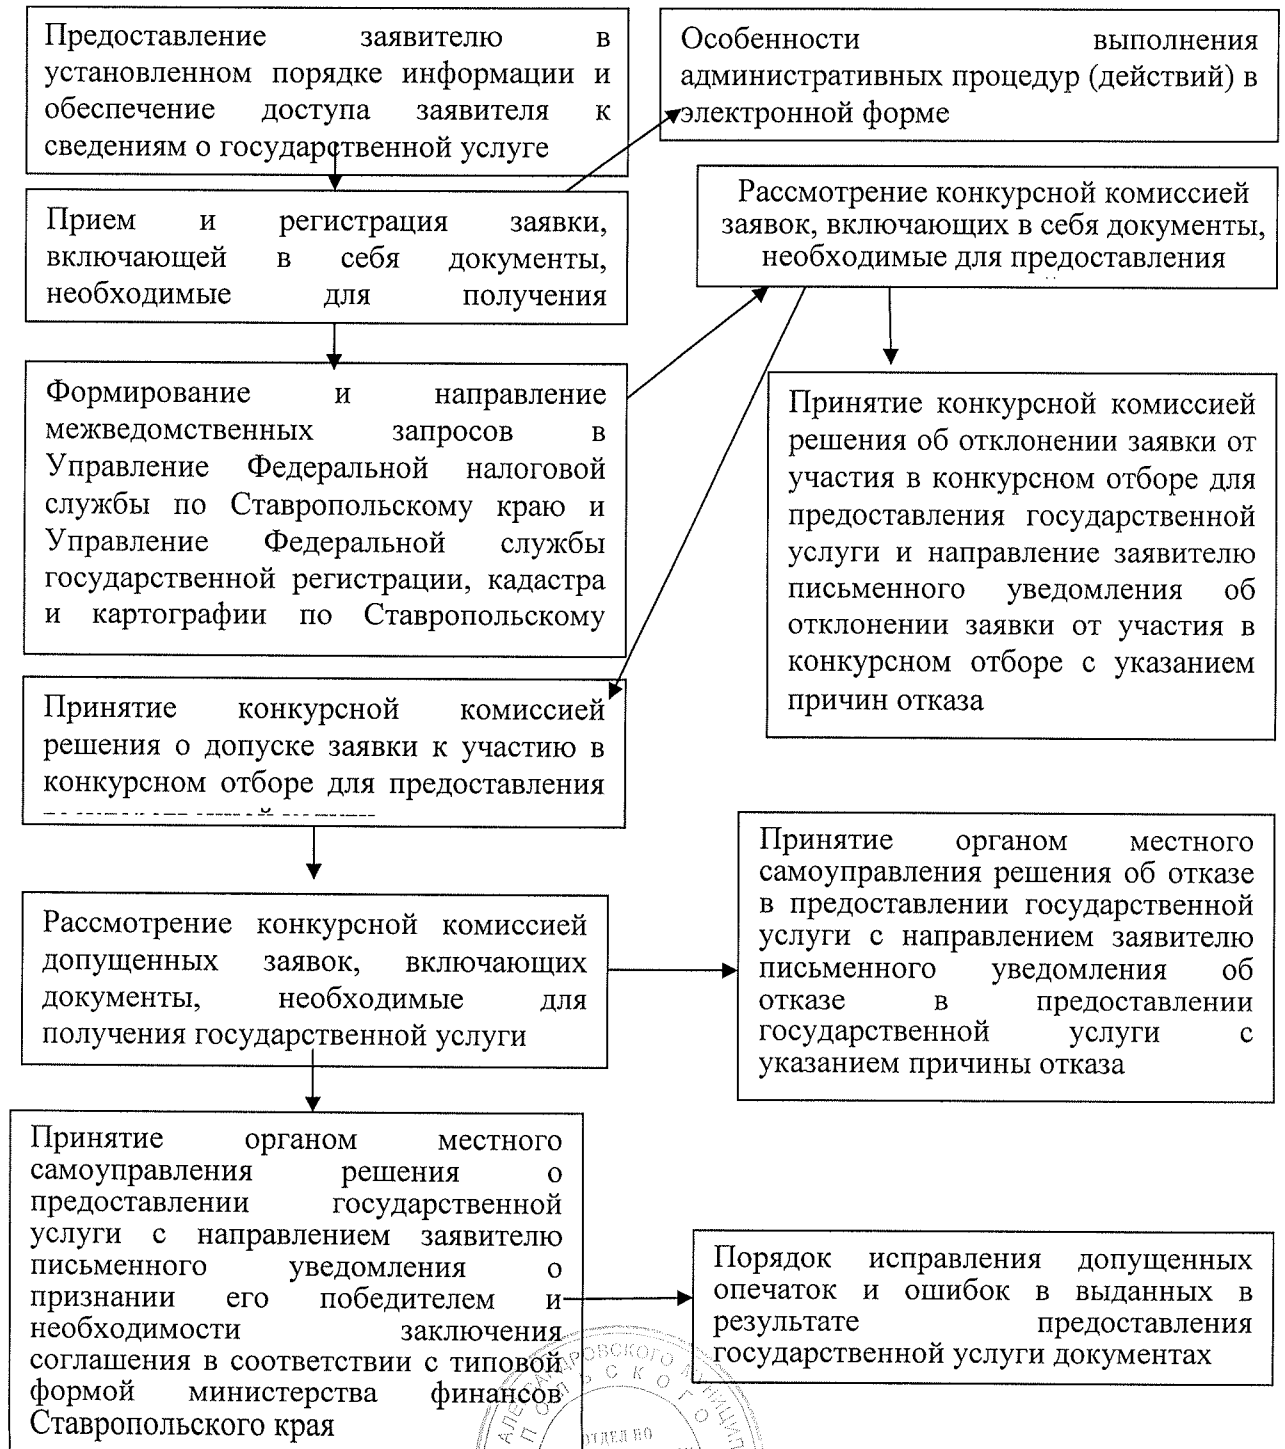 Предоставление заявителю в
установленном порядке информации и
обеспечение доступа заявителя к
сведениям о государственной услуге
Особенности выполнения
административных процедур (действий) в
электронной форме
Прием и регистрация заявки,
включающей в себя документы,
необходимые для получения
Рассмотрение конкурсной комиссией
заявок, включающих в себя документы,
необходимые для предоставления
Формирование и направление
межведомственных запросов в
Управление Федеральной налоговой
службы по Ставропольскому краю и
Управление Федеральной службы
государственной регистрации, кадастра
и картографии по Ставропольскому
Принятие конкурсной комиссией
решения об отклонении заявки от
участия в конкурсном отборе для
предоставления государственной
услуги и направление заявителю
письменного уведомления об
отклонении заявки от участия в
конкурсном отборе с указанием
причин отказа
Принятие конкурсной комиссией
решения о допуске заявки к участию в
конкурсном отборе для предоставления
Рассмотрение конкурсной комиссией
допущенных заявок, включающих
документы, необходимые для
получения государственной услуги
Принятие органом местного
самоуправления решения об отказе
в предоставлении государственной
услуги с направлением заявителю
письменного уведомления об
отказе в предоставлении
государственной услуги с
указанием причины отказа
Принятие органом местного
самоуправления решения о
предоставлении государственной
услуги с направлением заявителю
письменного уведомления о
признании его победителем и
необходимости заключения
соглашения в соответствии с типовой
формой министерства финансов
Ставропольского края
Порядок исправления допущенных
опечаток и ошибок в выданных в
результате предоставления
государственной услуги документах
ОТДЕЛ ПО